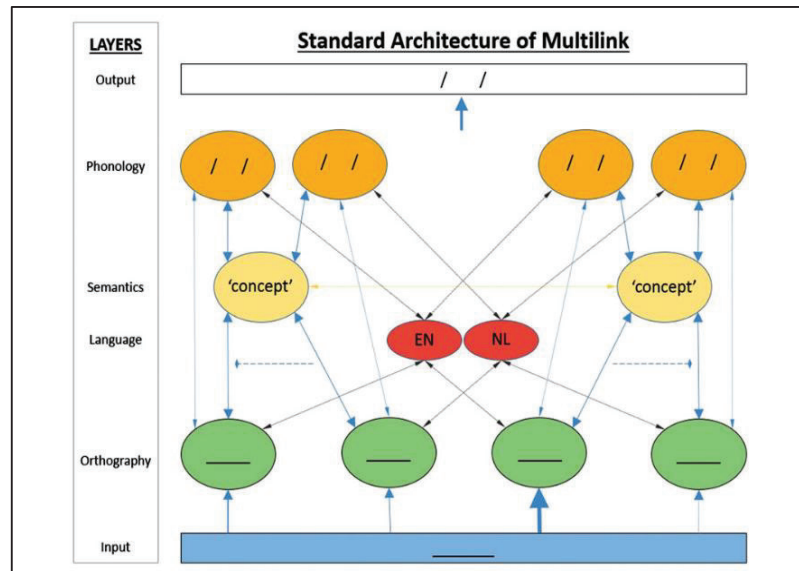 LAYERS
Standard Architecture of Multilink
Output
/ /
Phonology
/ /
/ /
/ /
/ /
Semantics
'concept'
'concept'
Language
EN
NL
Orthography
Input